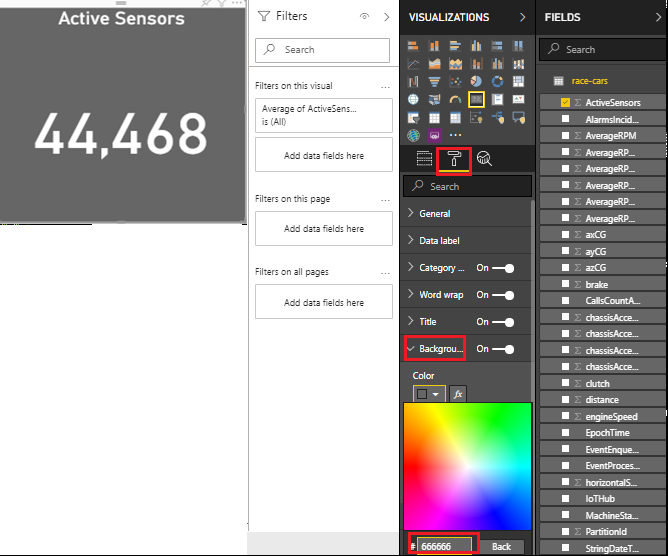 Active Sensors
44,468
Filters
Search
Filters on this visual
...
Average of ActiveSens...
is (All)
Add data fields here
Filters on this page
...
Add data fields here
Filters on all pages
...
Add data fields here
VISUALIZATIONS
Search
General
Data label
Category ... On
Word wrap On
Title On
Backgrou... On
Color
fx
# 666666 Back
FIELDS
Search
race-cars
ActiveSensors
AlarmsIncid...
AverageRPM
AverageRP...
AverageRP...
AverageRP...
AverageRP...
axCG
ayCG
azCG
brake
CallsCountA...
chassisAcce...
chassisAcce...
chassisAcce...
chassisAcce...
clutch
distance
engineSpeed
EpochTime
EventEnque...
EventProces...
horizontalS...
IoTHub
MachineSta...
PartitionId
StringDateT...